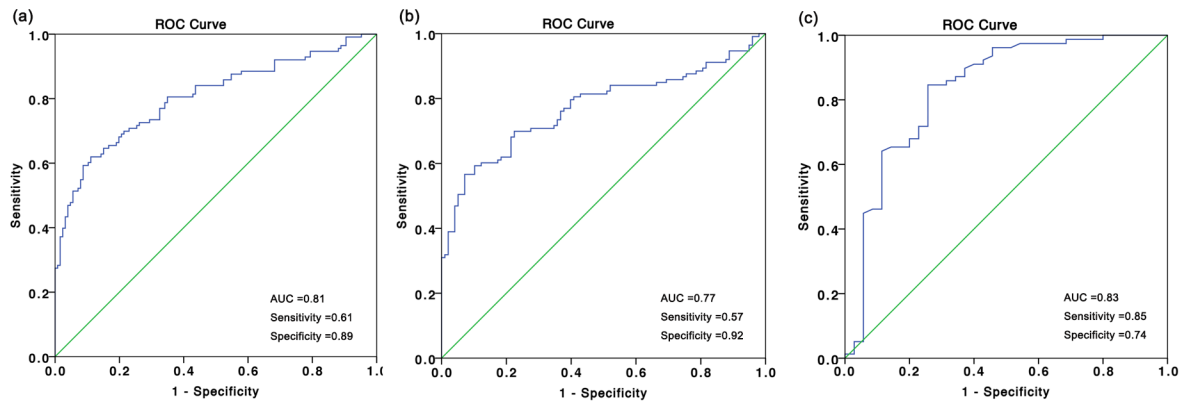 (a)
ROC Curve
1.0
0.8
0.6
0.4
0.2
0.0
Sensitivity
0.0 0.2 0.4 0.6 0.8 1.0
1 - Specificity
AUC =0.81
Sensitivity =0.61
Specificity =0.89
(b)
ROC Curve
1.0
0.8
0.6
0.4
0.2
0.0
Sensitivity
0.0 0.2 0.4 0.6 0.8 1.0
1 - Specificity
AUC =0.77
Sensitivity =0.57
Specificity =0.92
(c)
ROC Curve
1.0
0.8
0.6
0.4
0.2
0.0
Sensitivity
0.0 0.2 0.4 0.6 0.8 1.0
1 - Specificity
AUC =0.83
Sensitivity =0.85
Specificity =0.74